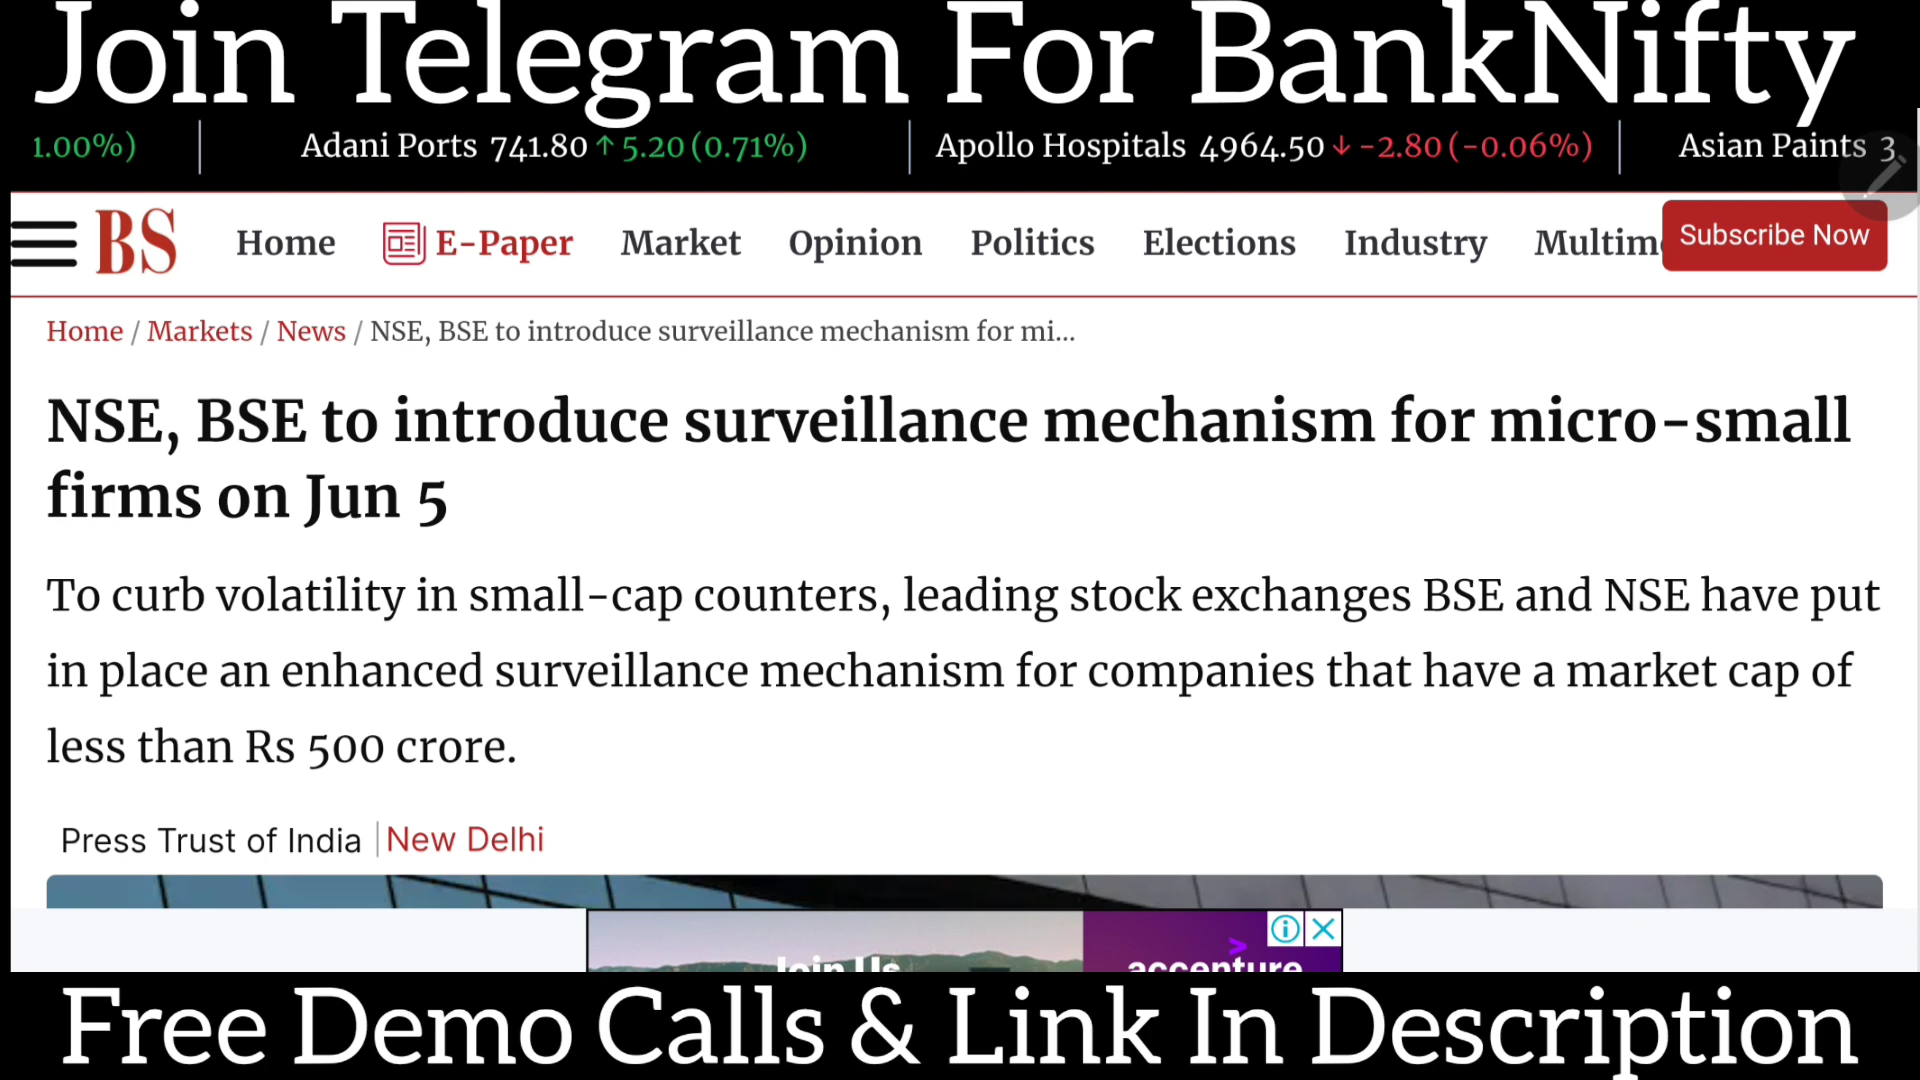 Join Telegram For BankNifty
1.00%) Adani Ports 741.80 ↑ 5.20 (0.71%) Apollo Hospitals 4964.50 ↓ -2.80 (-0.06%) Asian Paints 3
BS Home E-Paper Market Opinion Politics Elections Industry Multim Subscribe Now
Home / Markets / News / NSE, BSE to introduce surveillance mechanism for mi...
NSE, BSE to introduce surveillance mechanism for micro-small
firms on Jun 5
To curb volatility in small-cap counters, leading stock exchanges BSE and NSE have put
in place an enhanced surveillance mechanism for companies that have a market cap of
less than Rs 500 crore.
Press Trust of India | New Delhi
Join Us
accenture
Free Demo Calls & Link In Description